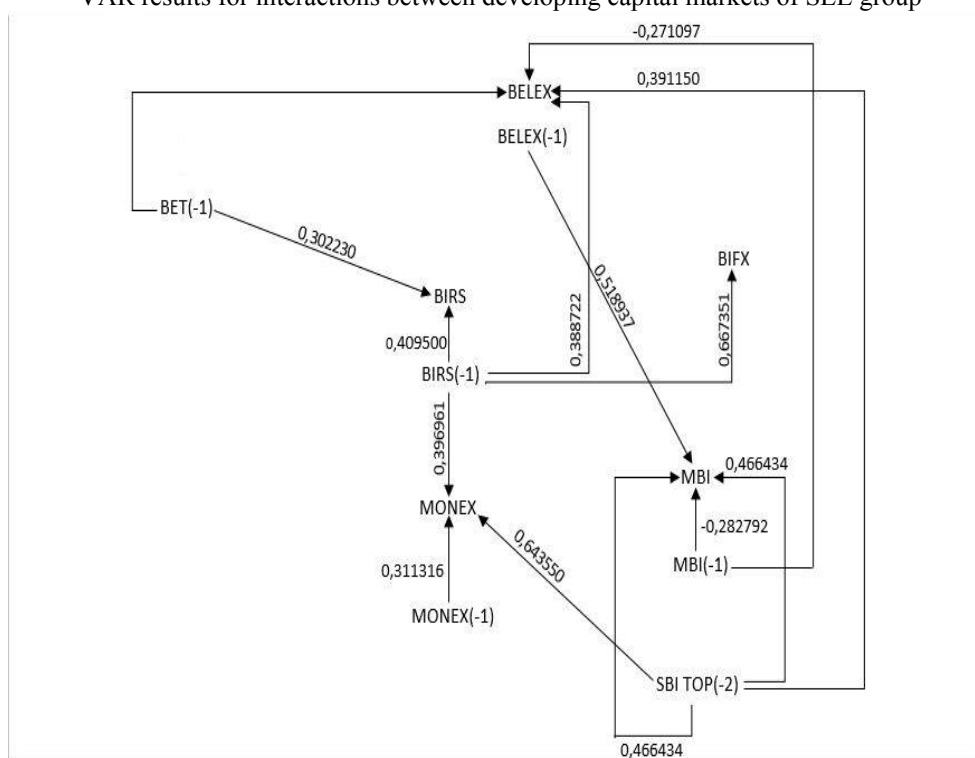 VAR results for interactions between developing capital markets of SEE group
-0,271097
0,391150
BELEX
BELEX(-1)
BET(-1)
0,302230
BIFX
BIRS
0,518937
0,388722
0,667351
0,409500
BIRS(-1)
0,396961
MBI
0,466434
MONEX
-0,282792
0,643550
MBI(-1)
0,311316
MONEX(-1)
SBI TOP(-2)
0,466434